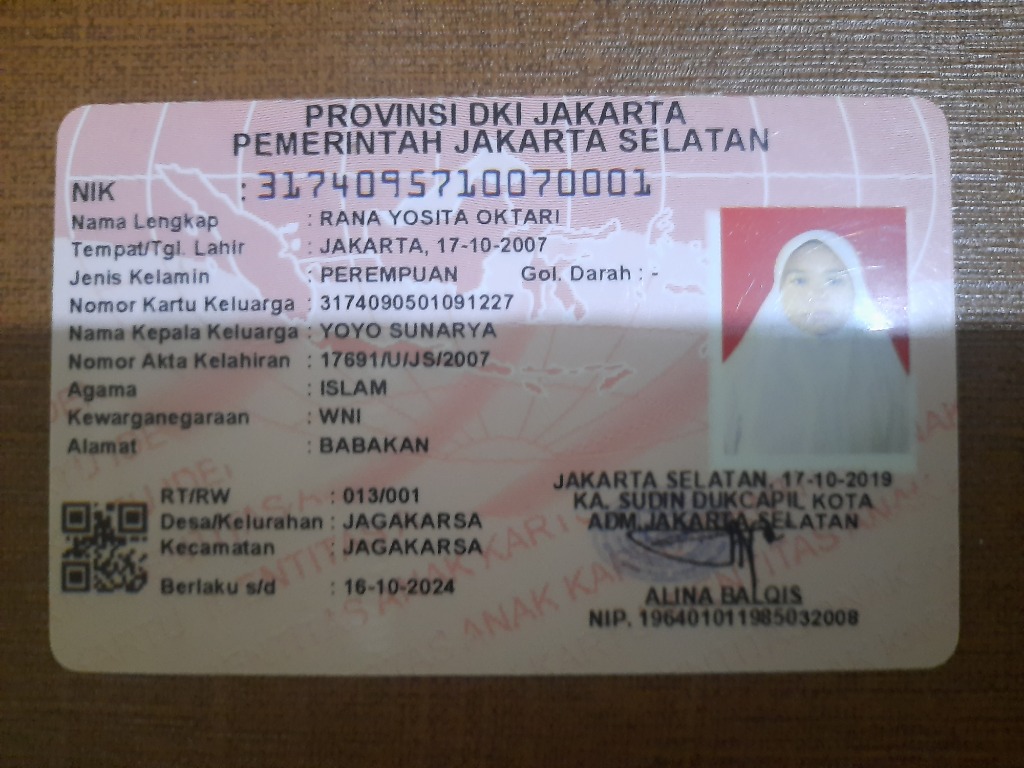 PROVINSI DKI JAKARTA
PEMERINTAH JAKARTA SELATAN
NIK : 3174095710070001
Nama Lengkap : RANA YOSITA OKTARI
Tempat/Tgl. Lahir : JAKARTA, 17-10-2007
Jenis Kelamin : PEREMPUAN Gol. Darah : -
Nomor Kartu Keluarga : 3174090501091227
Nama Kepala Keluarga : YOYO SUNARYA
Nomor Akta Kelahiran : 17691/U/JS/2007
Agama : ISLAM
Kewarganegaraan : WNI
Alamat : BABAKAN
RT/RW : 013/001
Desa/Kelurahan : JAGAKARSA
Kecamatan : JAGAKARSA
Berlaku s/d : 16-10-2024
JAKARTA SELATAN, 17-10-2019
KA. SUDIN DUKCAPIL KOTA
ADM.JAKARTA SELATAN
ALINA BALQIS
NIP. 196401011985032008